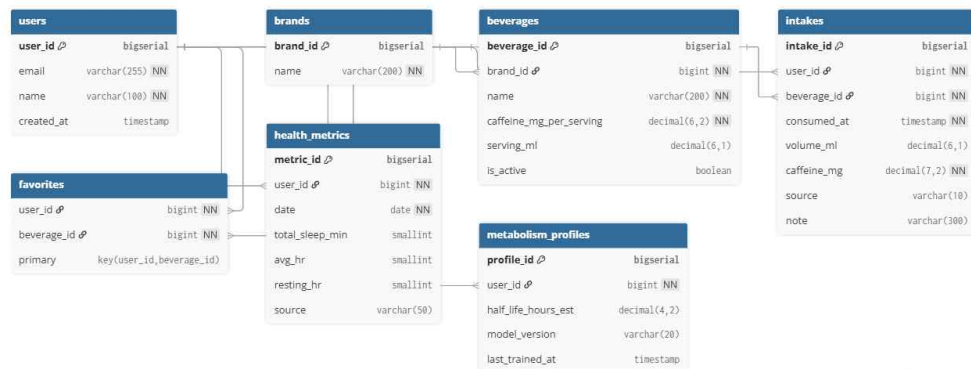 users
user_id bigserial
email varchar(255) NN
name varchar(100) NN
created_at timestamp
brands
brand_id bigserial
name varchar(200) NN
beverages
beverage_id bigserial
brand_id bigint NN
name varchar(200) NN
caffeine_mg_per_serving decimal(6,2) NN
serving_ml decimal(6,1)
is_active boolean
intakes
intake_id bigserial
user_id bigint NN
beverage_id bigint NN
consumed_at timestamp NN
volume_ml decimal(6,1)
caffeine_mg decimal(7,2) NN
source varchar(10)
note varchar(300)
favorites
user_id bigint NN
beverage_id bigint NN
primary key(user_id,beverage_id)
health_metrics
metric_id bigserial
user_id bigint NN
date date NN
total_sleep_min smallint
avg_hr smallint
resting_hr smallint
source varchar(50)
metabolism_profiles
profile_id bigserial
user_id bigint NN
half_life_hours_est decimal(4,2)
model_version varchar(20)
last_trained_at timestamp